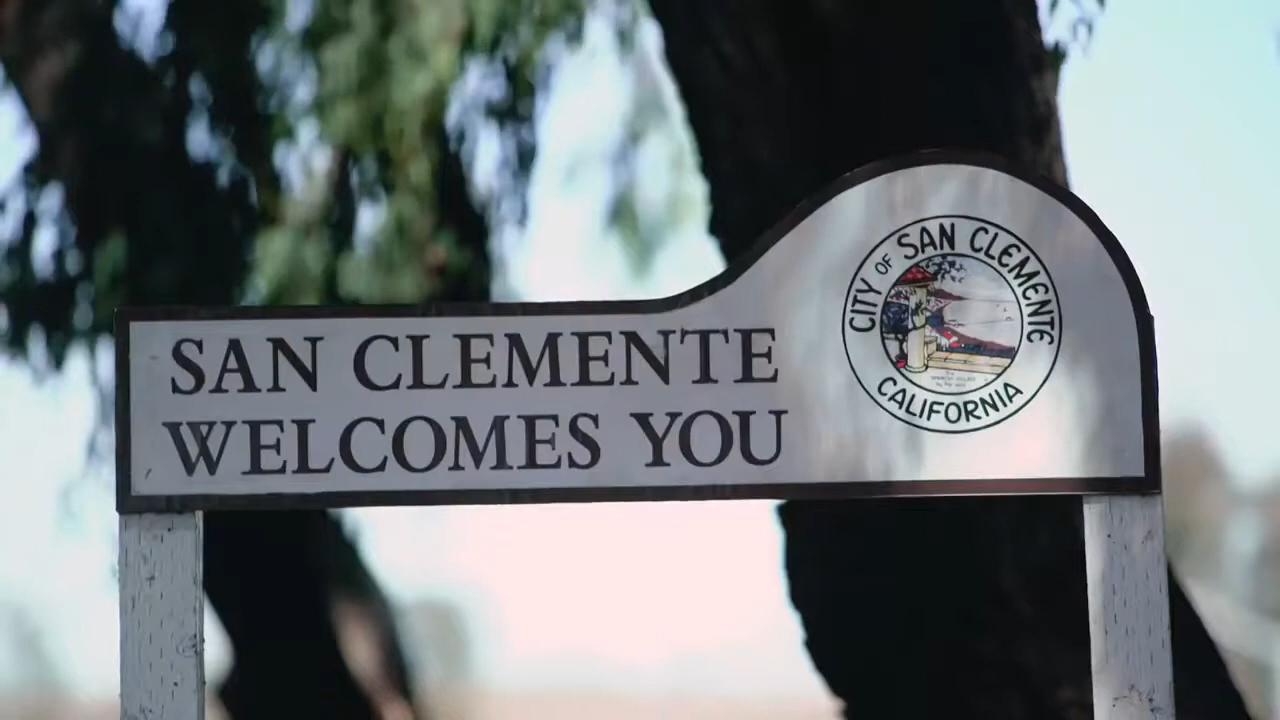 SAN CLEMENTE
WELCOMES YOU
CITY OF SAN CLEMENTE
CALIFORNIA